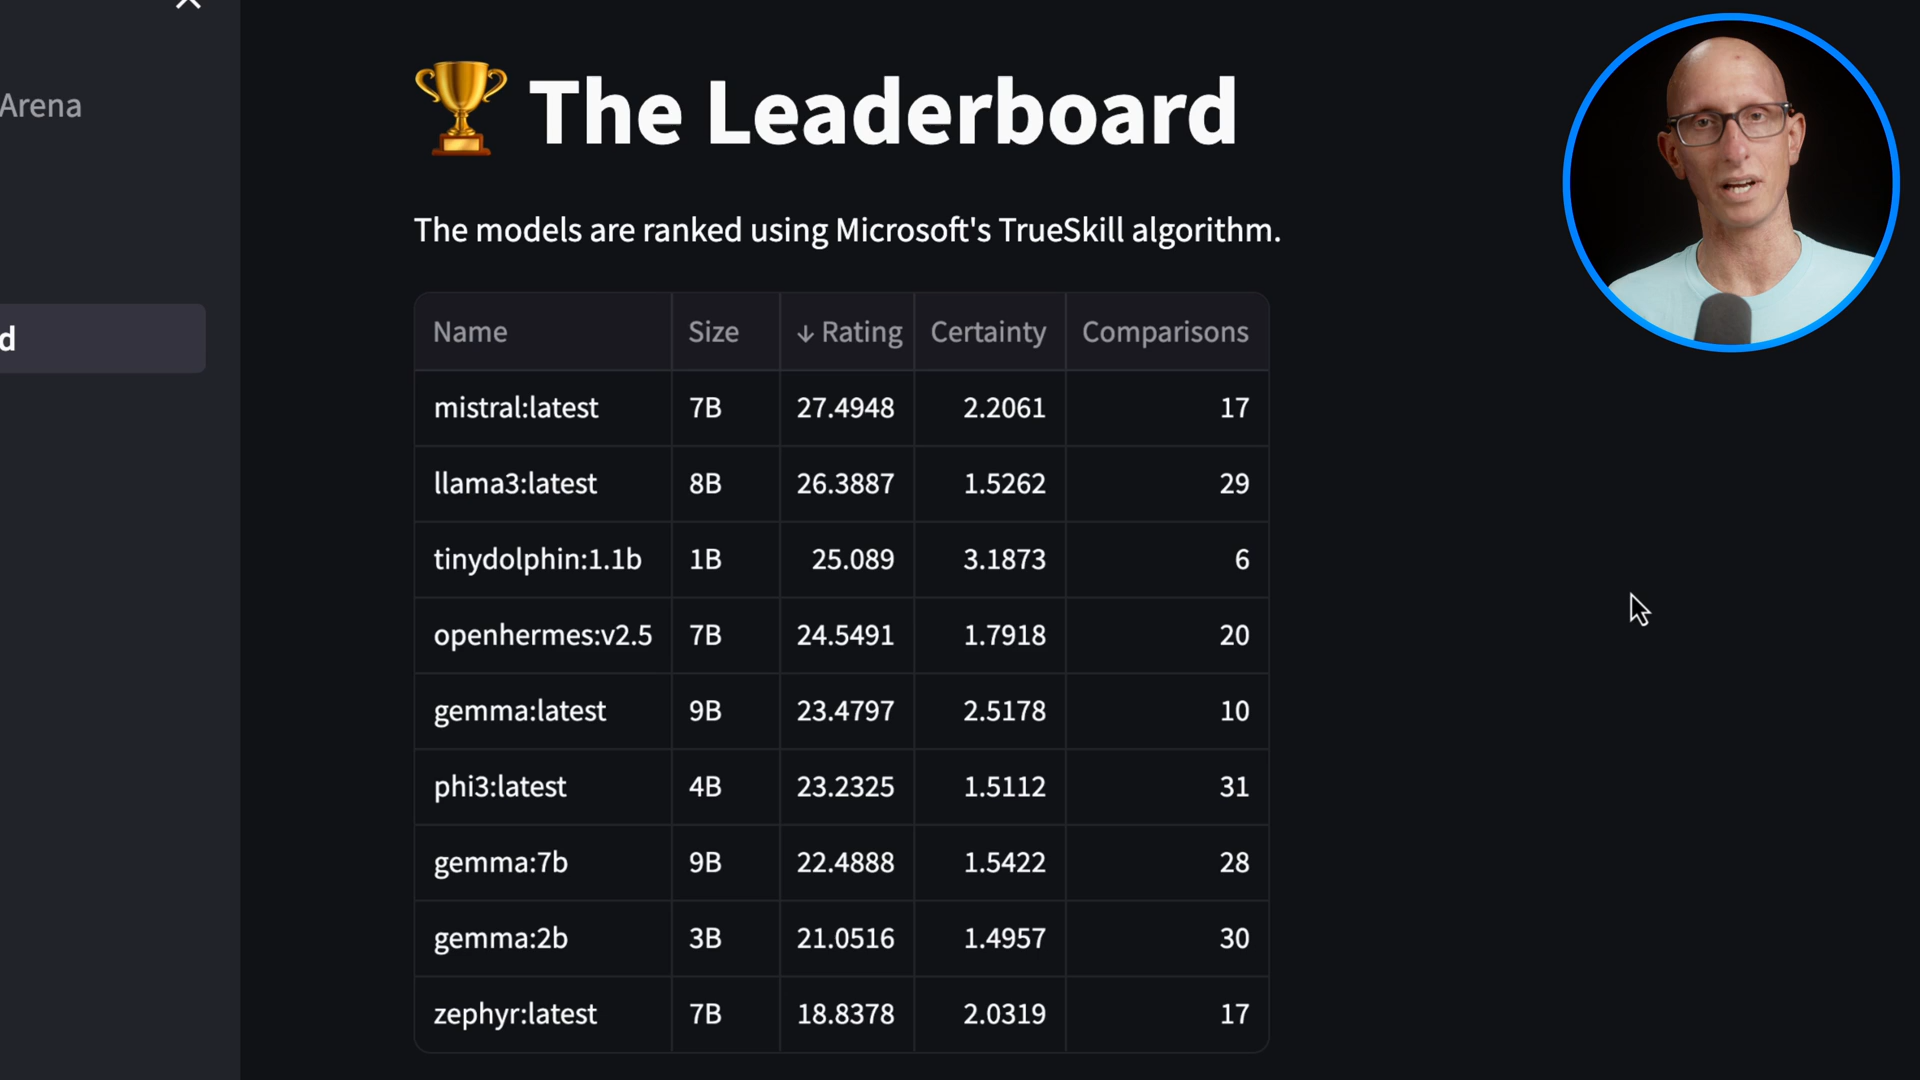 Arena
d
🏆 The Leaderboard
The models are ranked using Microsoft's TrueSkill algorithm.
Name Size ↓ Rating Certainty Comparisons
mistral:latest 7B 27.4948 2.2061 17
llama3:latest 8B 26.3887 1.5262 29
tinydolphin:1.1b 1B 25.089 3.1873 6
openhermes:v2.5 7B 24.5491 1.7918 20
gemma:latest 9B 23.4797 2.5178 10
phi3:latest 4B 23.2325 1.5112 31
gemma:7b 9B 22.4888 1.5422 28
gemma:2b 3B 21.0516 1.4957 30
zephyr:latest 7B 18.8378 2.0319 17